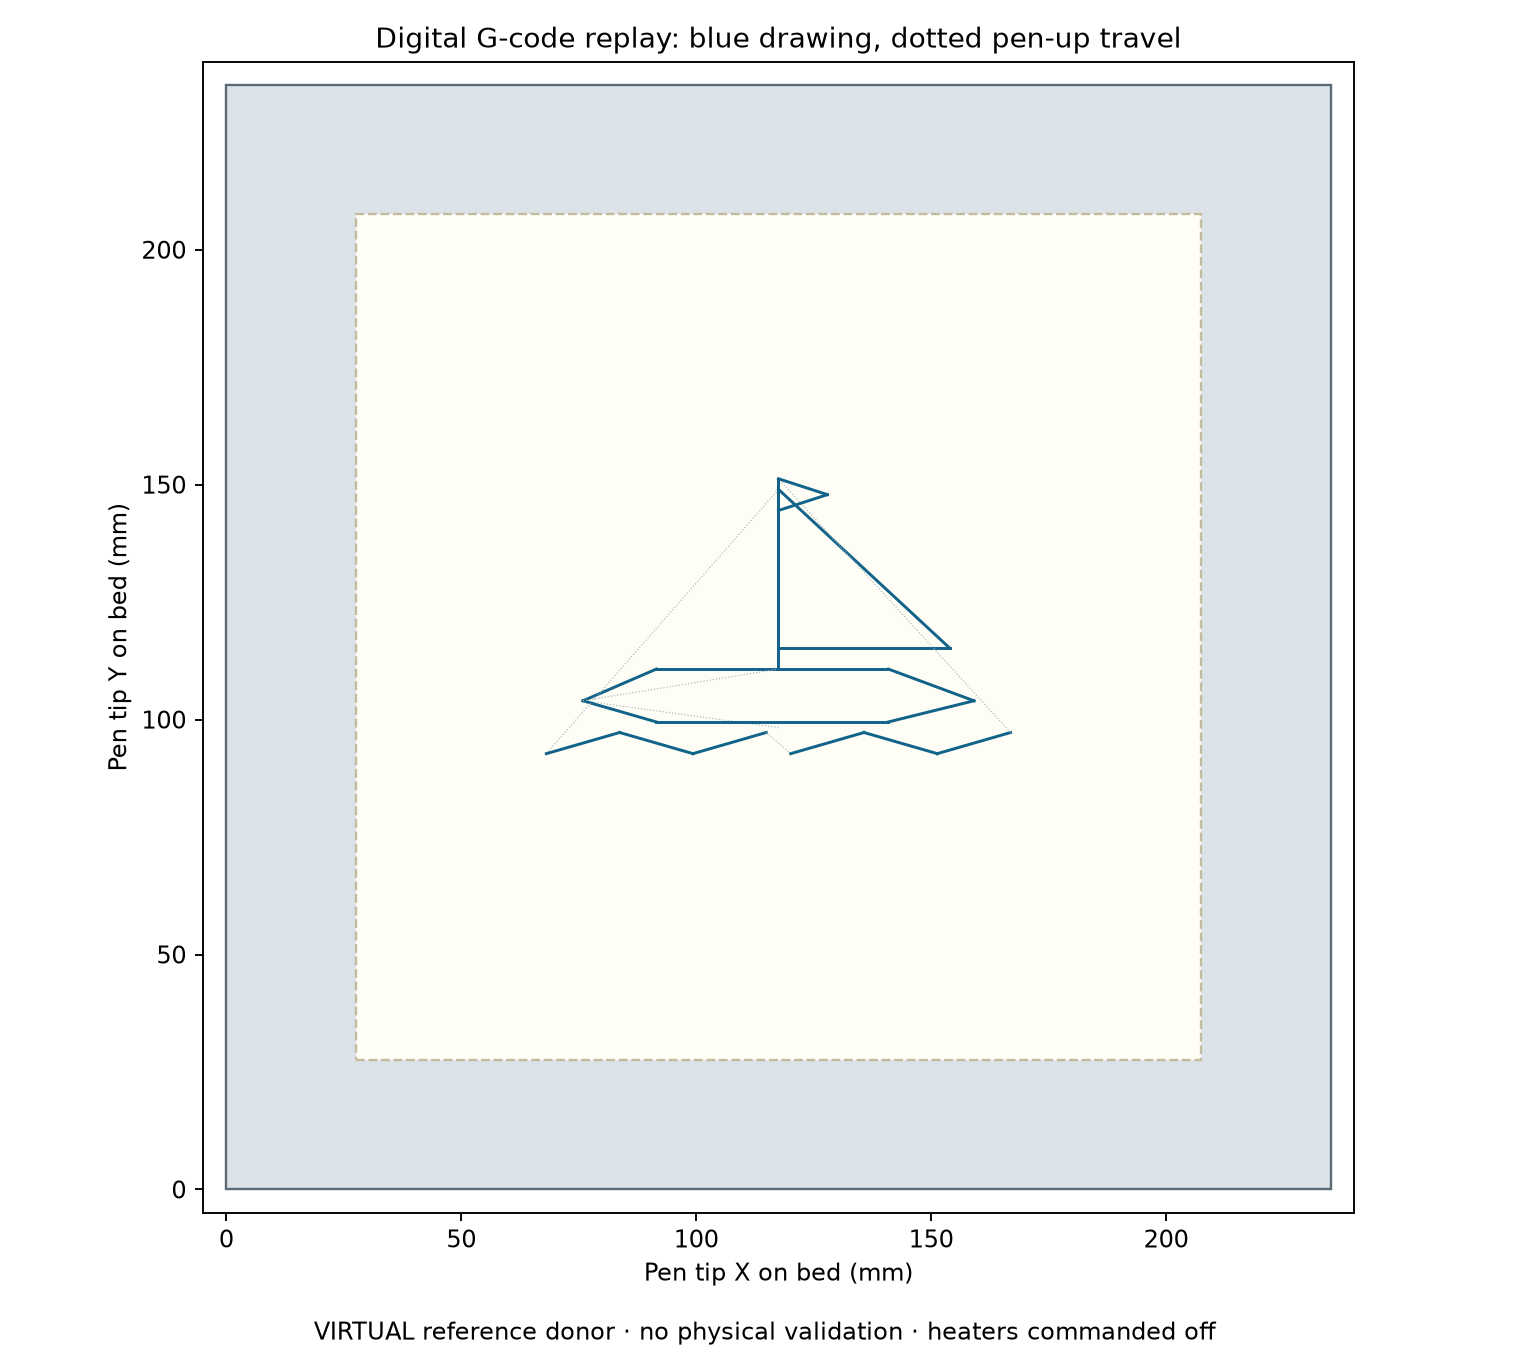 Digital G-code replay: blue drawing, dotted pen-up travel
Pen tip Y on bed (mm)
200
150
100
50
0
0 50 100 150 200
Pen tip X on bed (mm)
VIRTUAL reference donor · no physical validation · heaters commanded off